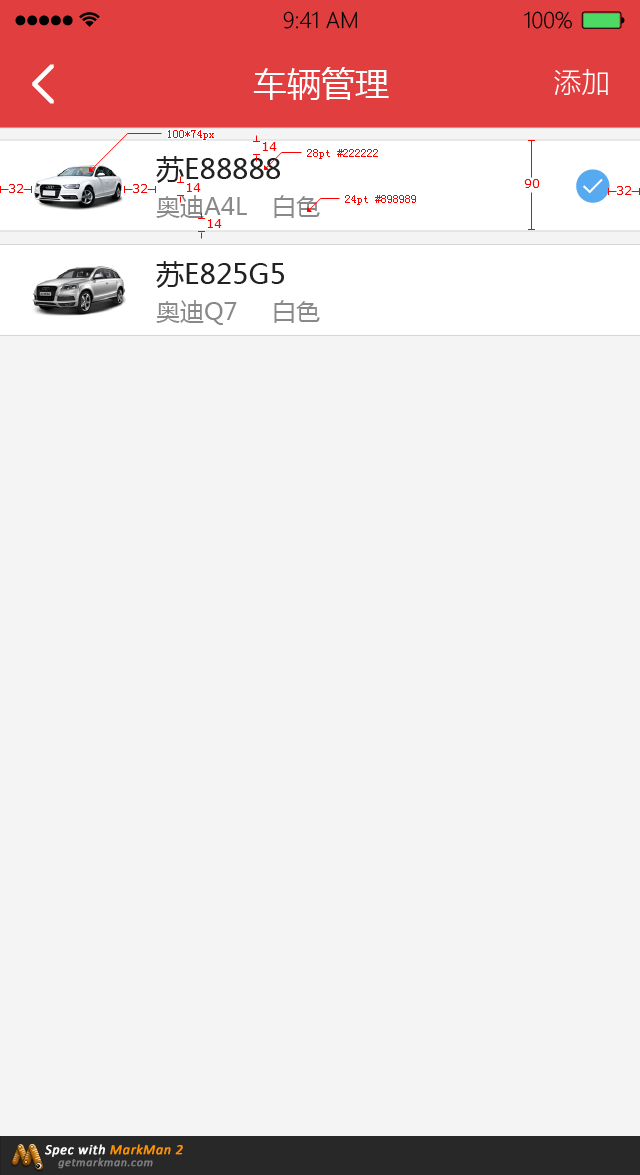 9:41 AM 100%
车辆管理 添加
100*74px
14
苏E88888
28pt #222222
32
32
14
90
32
奥迪A4L 白色
24pt #898989
14
苏E825G5
奥迪Q7 白色
Spec with MarkMan 2
getmarkman.com